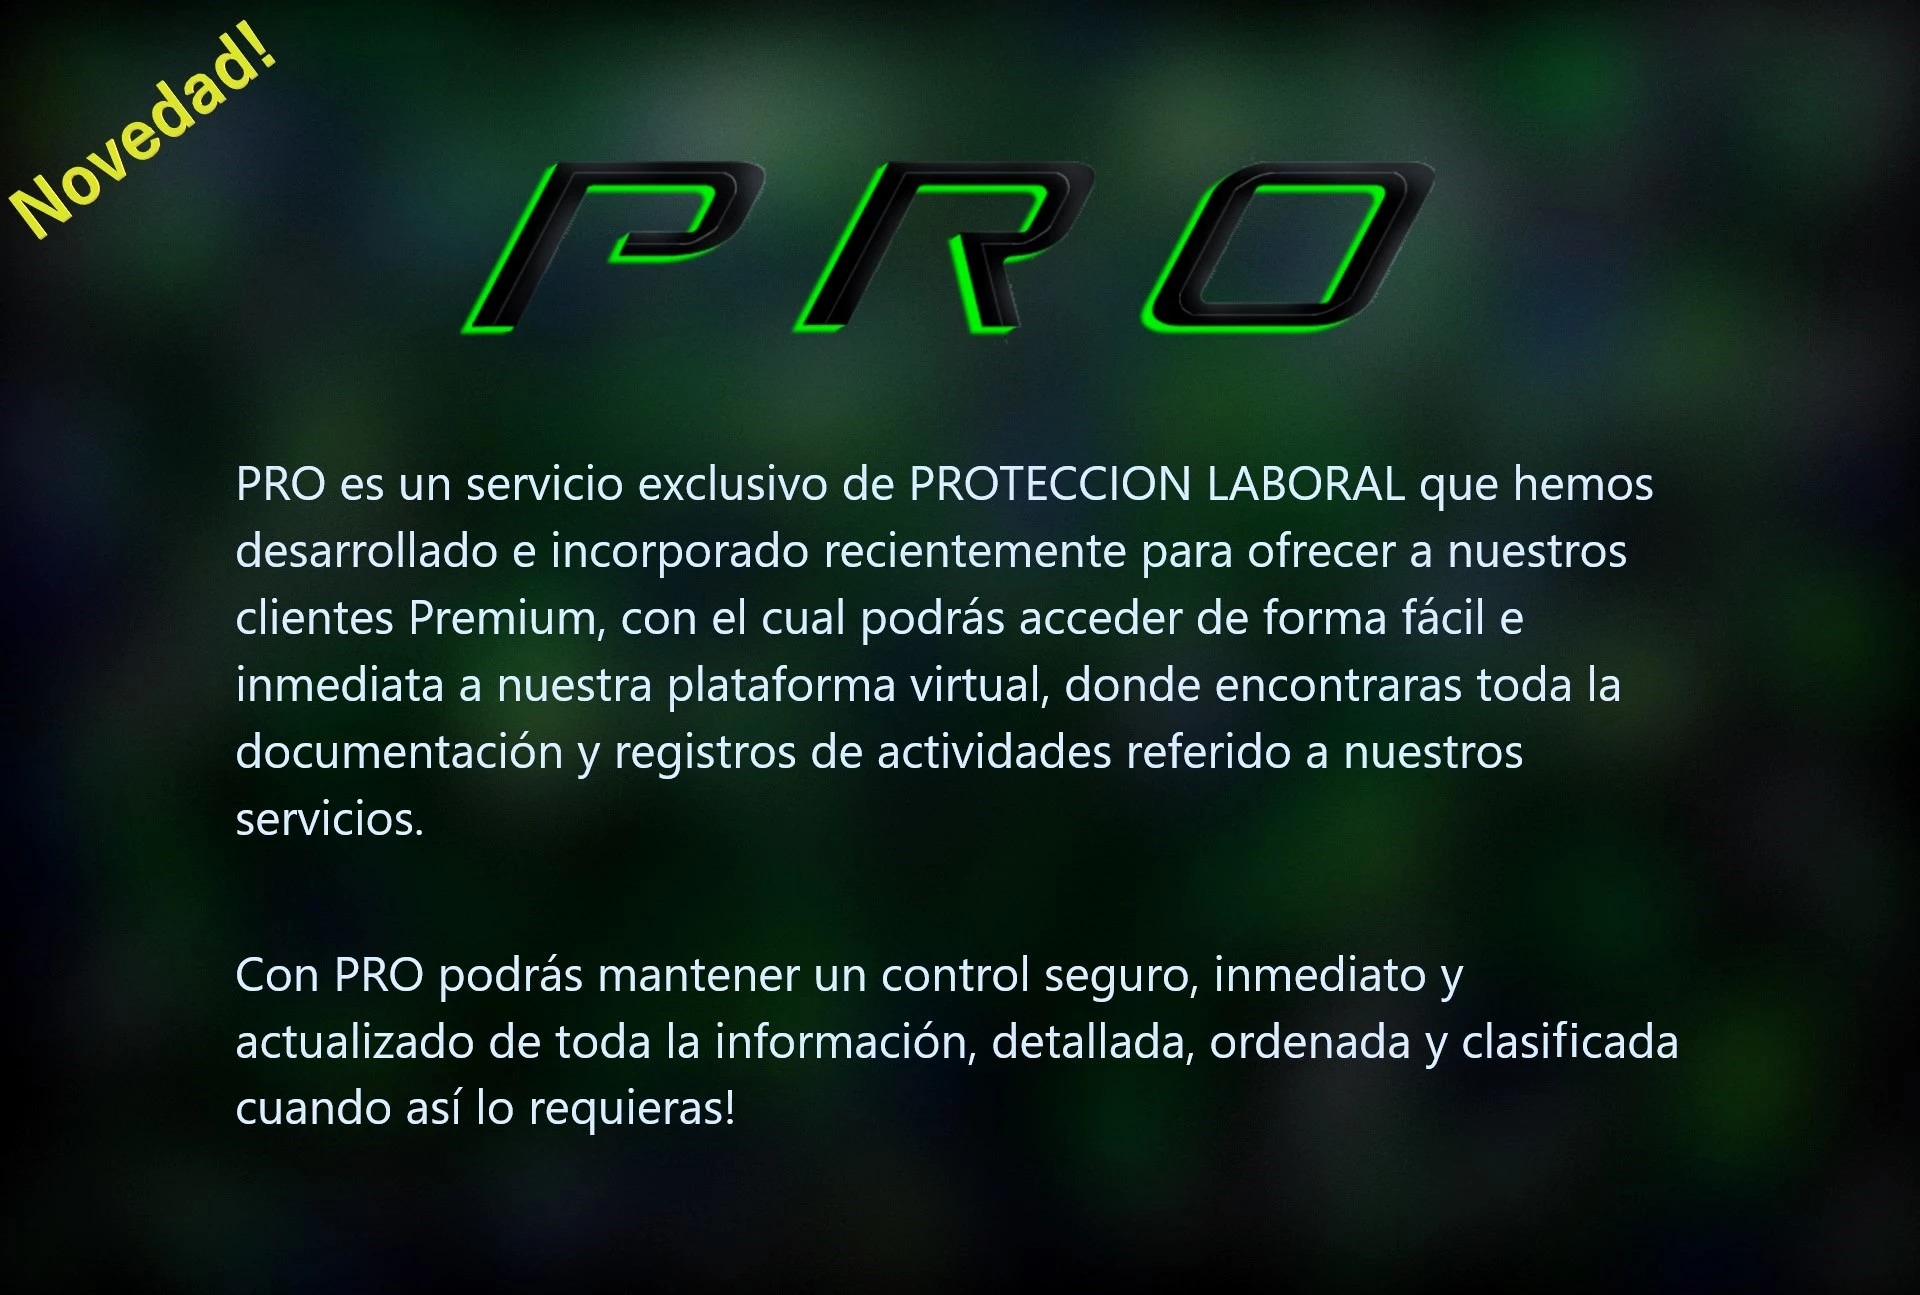 Novedad!
PRO
PRO es un servicio exclusivo de PROTECCION LABORAL que hemos
desarrollado e incorporado recientemente para ofrecer a nuestros
clientes Premium, con el cual podrás acceder de forma fácil e
inmediata a nuestra plataforma virtual, donde encontraras toda la
documentación y registros de actividades referido a nuestros
servicios.
Con PRO podrás mantener un control seguro, inmediato y
actualizado de toda la información, detallada, ordenada y clasificada
cuando así lo requieras!